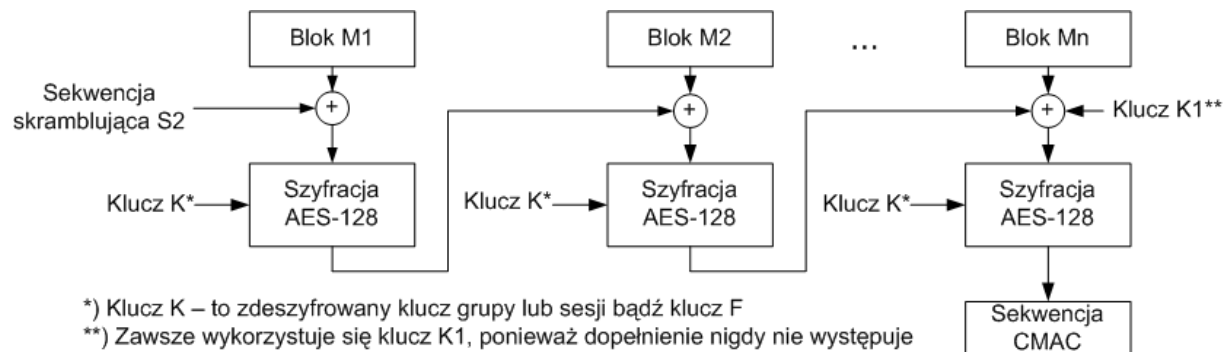 Blok M1
Blok M2
...
Blok Mn
+
+
+
Sekwencja
skramblująca S2
Klucz K1**
Klucz K*
Szyfracja
AES-128
Klucz K*
Szyfracja
AES-128
Klucz K*
Szyfracja
AES-128
*) Klucz K – to zdeszyfrowany klucz grupy lub sesji bądź klucz F
**) Zawsze wykorzystuje się klucz K1, ponieważ dopełnienie nigdy nie występuje
Sekwencja
CMAC